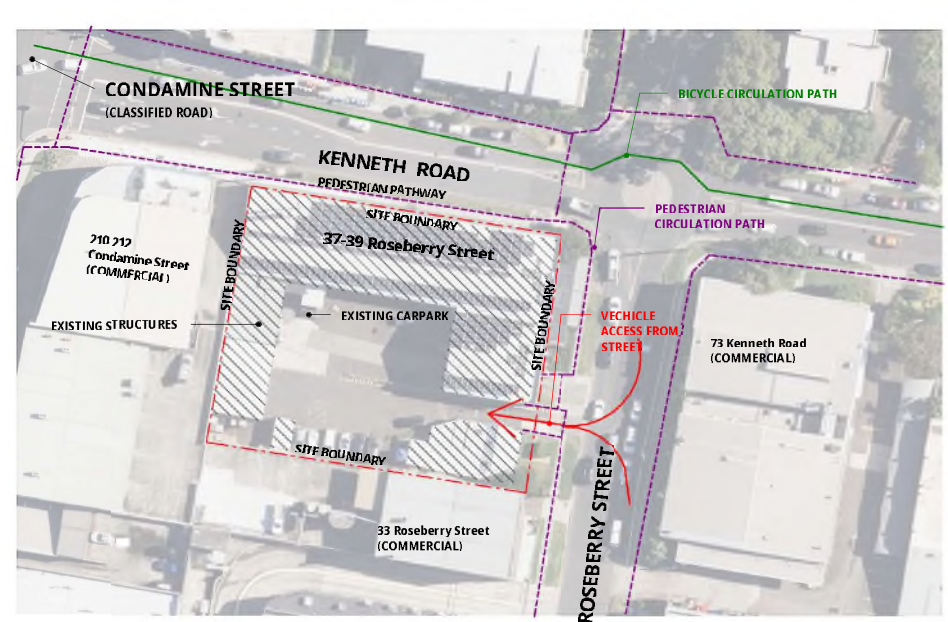 CONDAMINE STREET
(CLASSIFIED ROAD)
BICYCLE CIRCULATION PATH
KENNETH ROAD
PEDESTRIAN PATHWAY
SITE BOUNDARY
37-39 Roseberry Street
PEDESTRIAN
CIRCULATION PATH
210 212
Condamine Street
(COMMERCIAL)
SITE BOUNDARY
EXISTING STRUCTURES
EXISTING CARPARK
SITE BOUNDARY
VECHICLE
ACCESS FROM
STREET
73 Kenneth Road
(COMMERCIAL)
SITE BOUNDARY
33 Roseberry Street
(COMMERCIAL)
ROSEBERRY STREET